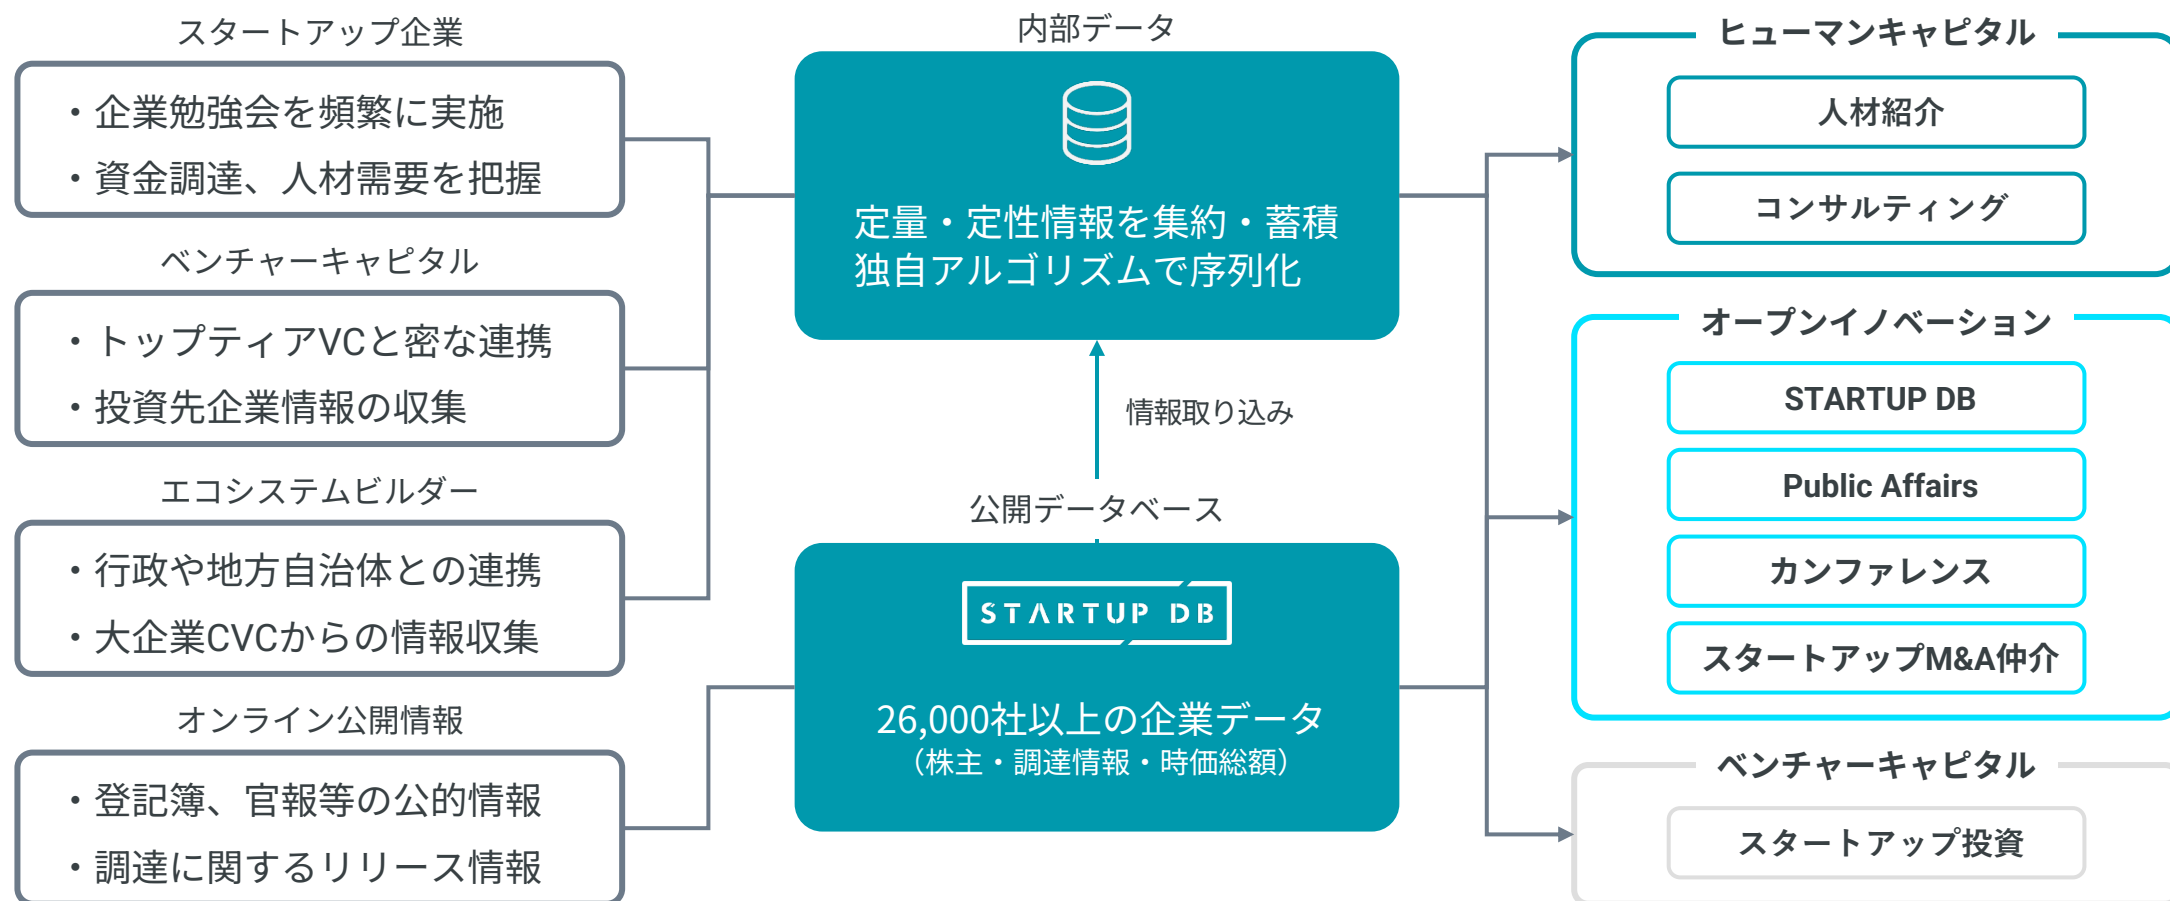 スタートアップ企業
・企業勉強会を頻繁に実施
・資金調達、人材需要を把握
ベンチャーキャピタル
・トップティアVCと密な連携
・投資先企業情報の収集
エコシステムビルダー
・行政や地方自治体との連携
・大企業CVCからの情報収集
オンライン公開情報
・登記簿、官報等の公的情報
・調達に関するリリース情報
内部データ
定量・定性情報を集約・蓄積
独自アルゴリズムで序列化
情報取り込み
公開データベース
STARTUP DB
26,000社以上の企業データ
（株主・調達情報・時価総額）
ヒューマンキャピタル
人材紹介
コンサルティング
オープンイノベーション
STARTUP DB
Public Affairs
カンファレンス
スタートアップM&A仲介
ベンチャーキャピタル
スタートアップ投資